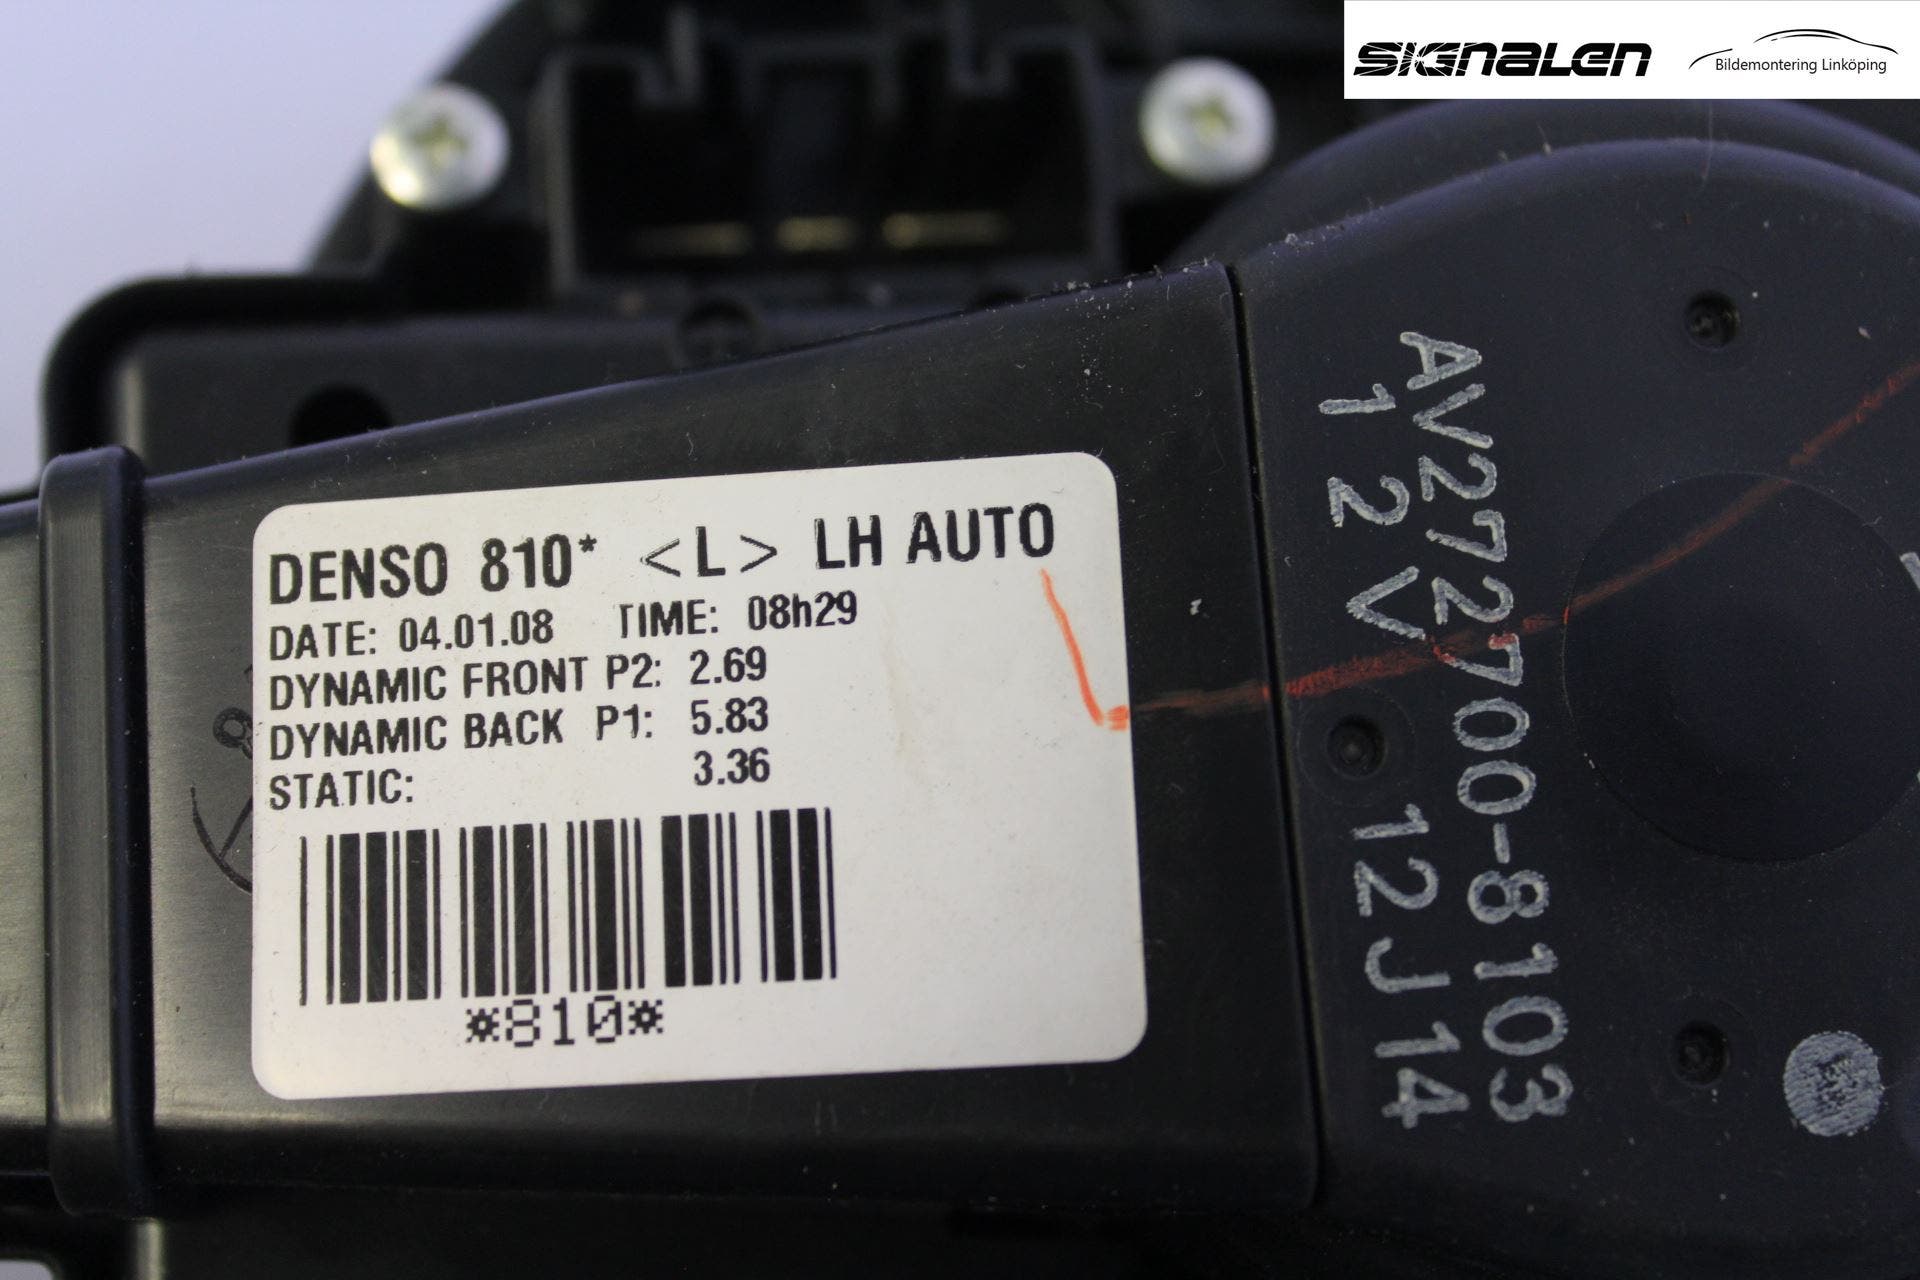 SIGNALEN
Bildemontering Linköping
DENSO 810* <L> LH AUTO
DATE: 04.01.08 TIME: 08h29
DYNAMIC FRONT P2: 2.69
DYNAMIC BACK P1: 5.83
STATIC: 3.36
*810*
AV272700-8103
12V 12J14
8